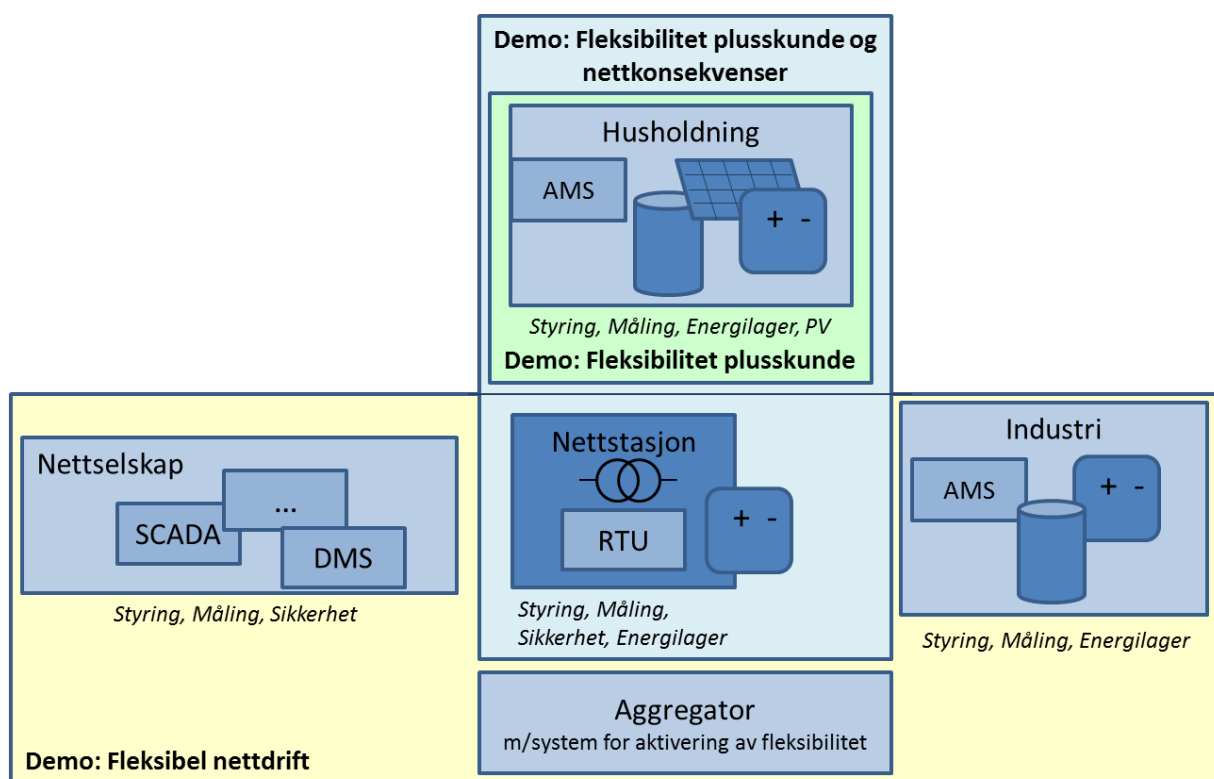 Demo: Fleksibilitet plusskunde og
nettkonsekvenser
Husholdning
AMS
+ -
Styring, Måling, Energilager, PV
Demo: Fleksibilitet plusskunde
Nettselskap
...
SCADA
DMS
Styring, Måling, Sikkerhet
Nettstasjon
RTU
+ -
Styring, Måling,
Sikkerhet, Energilager
Industri
AMS
+ -
Styring, Måling, Energilager
Aggregator
m/system for aktivering av fleksibilitet
Demo: Fleksibel nettdrift